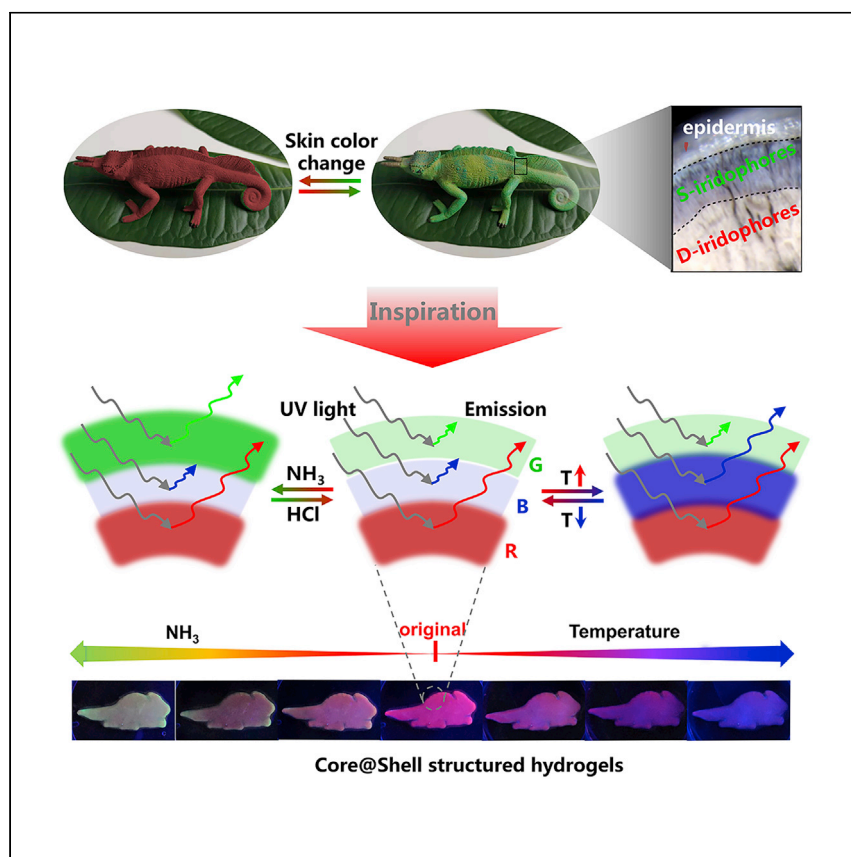 Skin color
change
epidermis
S-iridophores
D-iridophores
Inspiration
UV light
Emission
NH₃
HCl
G
B
R
T
T
NH₃
original
Temperature
Core@Shell structured hydrogels